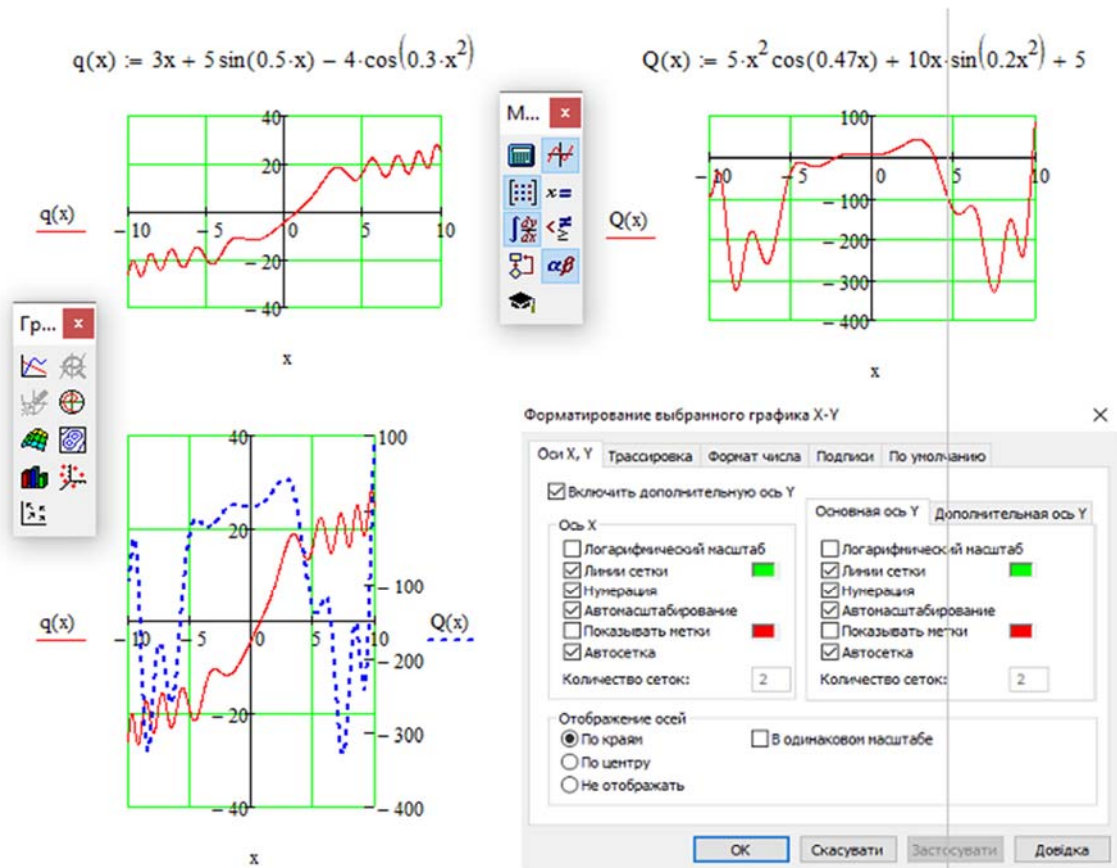 q(x) := 3x + 5 sin(0.5·x) − 4·cos(0.3·x²)
Q(x) := 5·x² cos(0.47x) + 10x·sin(0.2x²) + 5
40
20
−10
−5
0
5
10
−20
−40
q(x)
x
М... x
x=
∫ dy/dx
< ≠ ≥
αβ
100
−10
−5
0
5
10
−100
−200
−300
−400
Q(x)
x
Гр... x
40
20
−10
−5
0
5
10
−20
−40
100
−100
−200
−300
−400
q(x)
Q(x)
x
Форматирование выбранного графика X-Y
Оси X, Y Трассировка Формат числа Подписи По умолчанию
Включить дополнительную ось Y
Ось X
Логарифмический масштаб
Линии сетки
Нумерация
Автомасштабирование
Показывать метки
Автосетка
Количество сеток: 2
Основная ось Y Дополнительная ось Y
Логарифмический масштаб
Линии сетки
Нумерация
Автомасштабирование
Показывать метки
Автосетка
Количество сеток: 2
Отображение осей
По краям
По центру
Не отображать
В одинаковом масштабе
OK Скасувати Застосувати Довідка